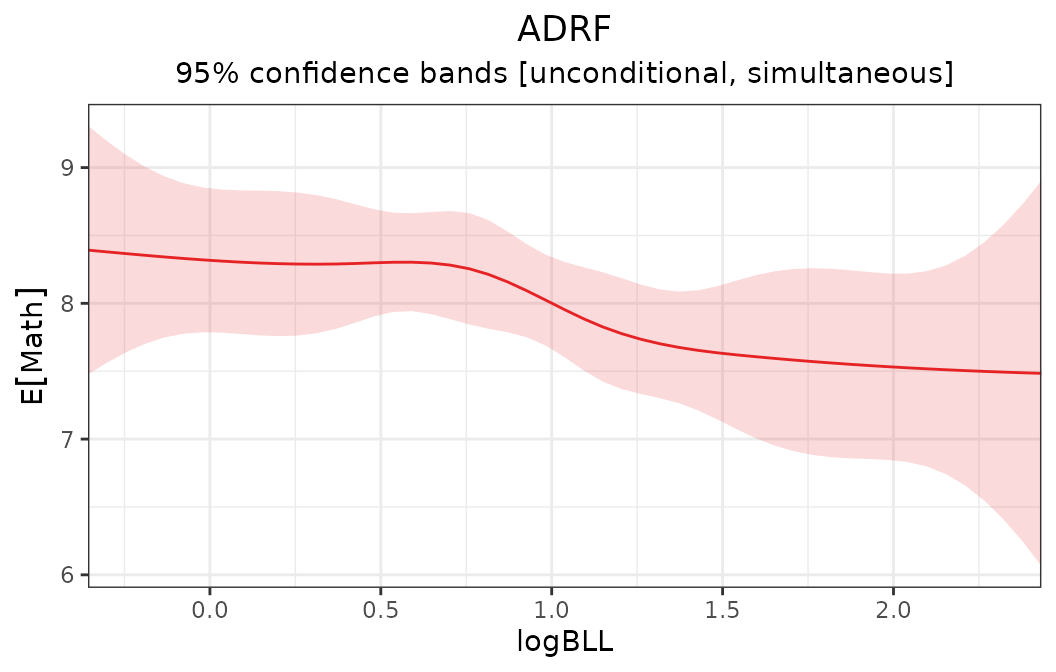 ADRF
95% confidence bands [unconditional, simultaneous]
E[Math]
9
8
7
6
0.0 0.5 1.0 1.5 2.0
logBLL